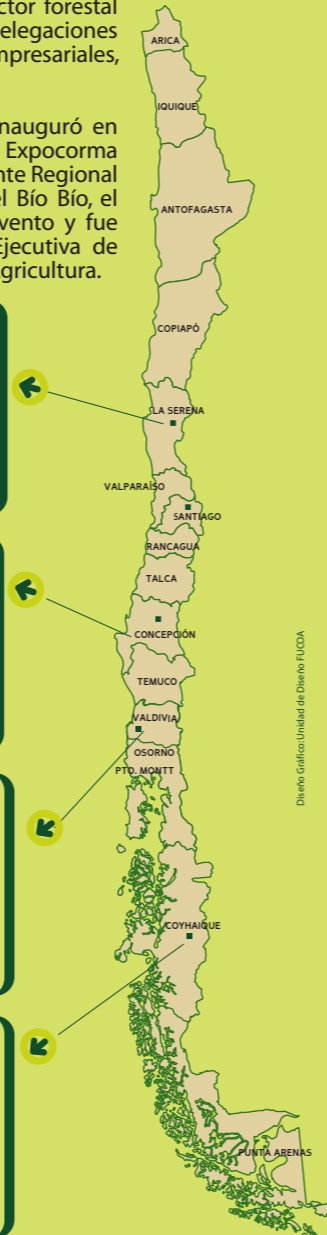 ctor forestal
elegaciones
mpresariales,
nauguró en
Expocorma
nte Regional
el Bío Bío, el
vento y fue
Ejecutiva de
gricultura.
ARICA
IQUIQUE
ANTOFAGASTA
COPIAPÓ
LA SERENA
VALPARAÍSO
SANTIAGO
RANCAGUA
TALCA
CONCEPCIÓN
TEMUCO
VALDIVIA
OSORNO
PTO. MONTT
COYHAIQUE
PUNTA ARENAS
Diseño Gráfico:Unidad de Diseño FUCOA